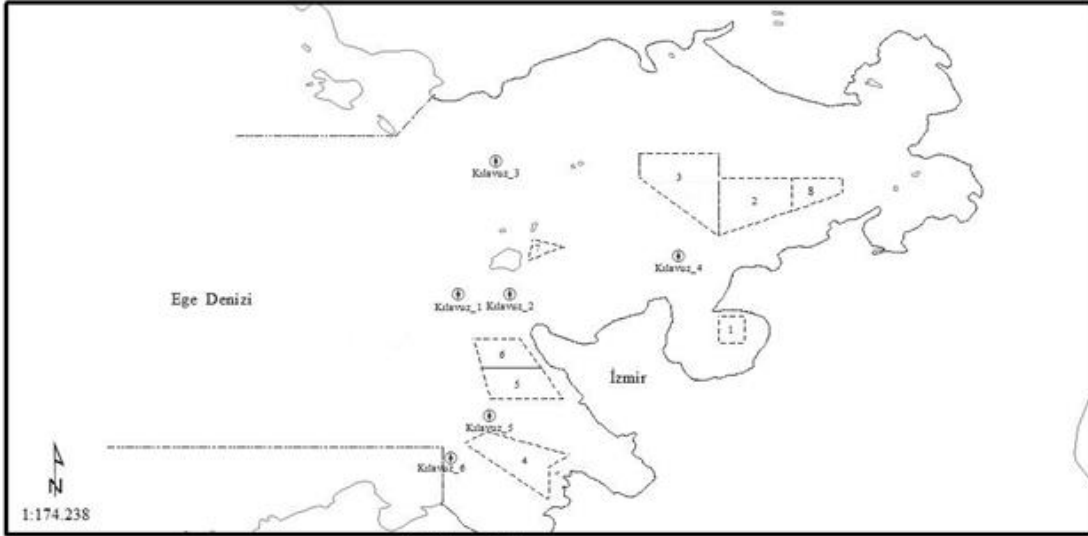 Kılavuz_3
3
2
8
7
Kılavuz_4
Ege Denizi
Kılavuz_1
Kılavuz_2
1
6
İzmir
5
Kılavuz_5
4
Kılavuz_6
N
1:174.238